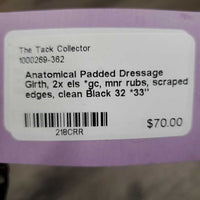 The Tack Collector
1000269-362
Anatomical Padded Dressage
Girth, 2x els *gc, mnr rubs, scraped
edges, clean Black 32 *33"
21BCRR
$70.00